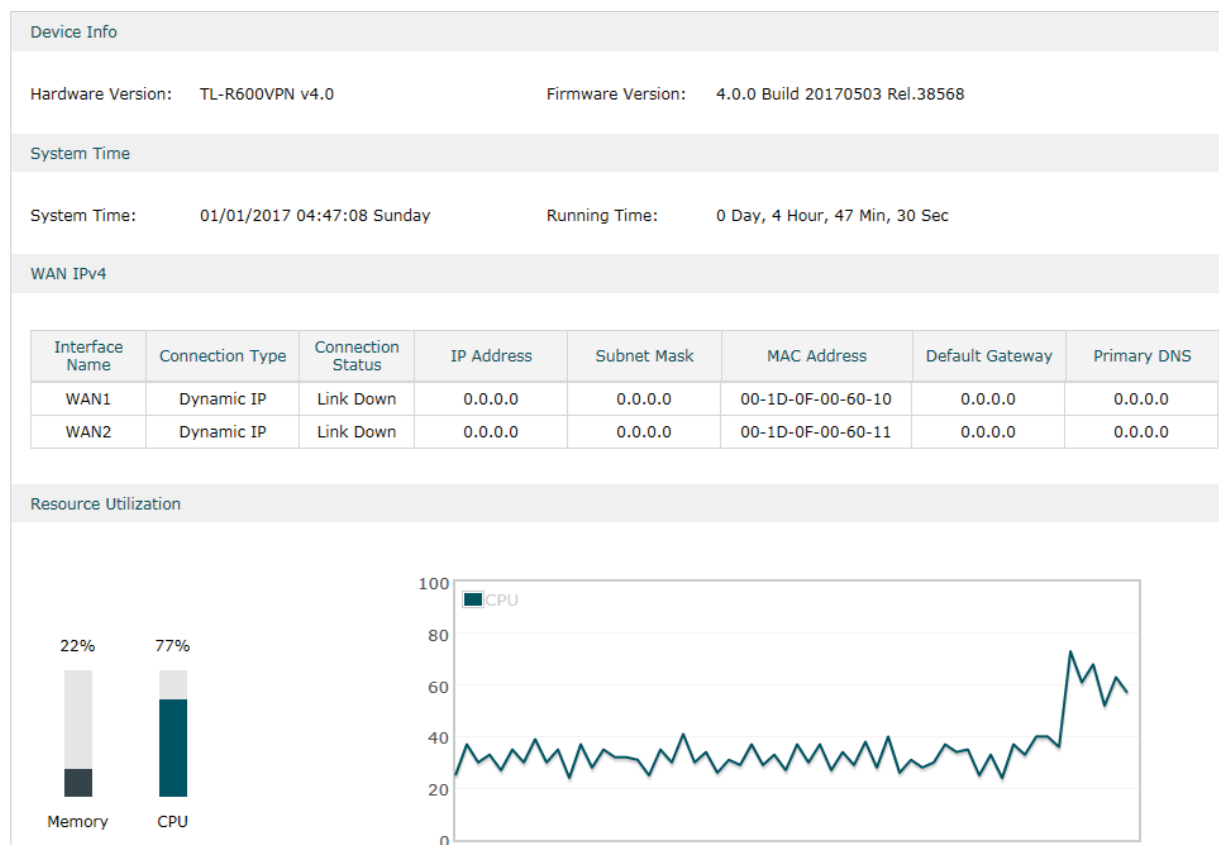 Device Info
Hardware Version: TL-R600VPN v4.0 Firmware Version: 4.0.0 Build 20170503 Rel.38568
System Time
System Time: 01/01/2017 04:47:08 Sunday Running Time: 0 Day, 4 Hour, 47 Min, 30 Sec
WAN IPv4
Interface Name Connection Type Connection Status IP Address Subnet Mask MAC Address Default Gateway Primary DNS
WAN1 Dynamic IP Link Down 0.0.0.0 0.0.0.0 00-1D-0F-00-60-10 0.0.0.0 0.0.0.0
WAN2 Dynamic IP Link Down 0.0.0.0 0.0.0.0 00-1D-0F-00-60-11 0.0.0.0 0.0.0.0
Resource Utilization
22% 77%
Memory CPU
100
CPU
80
60
40
20
0